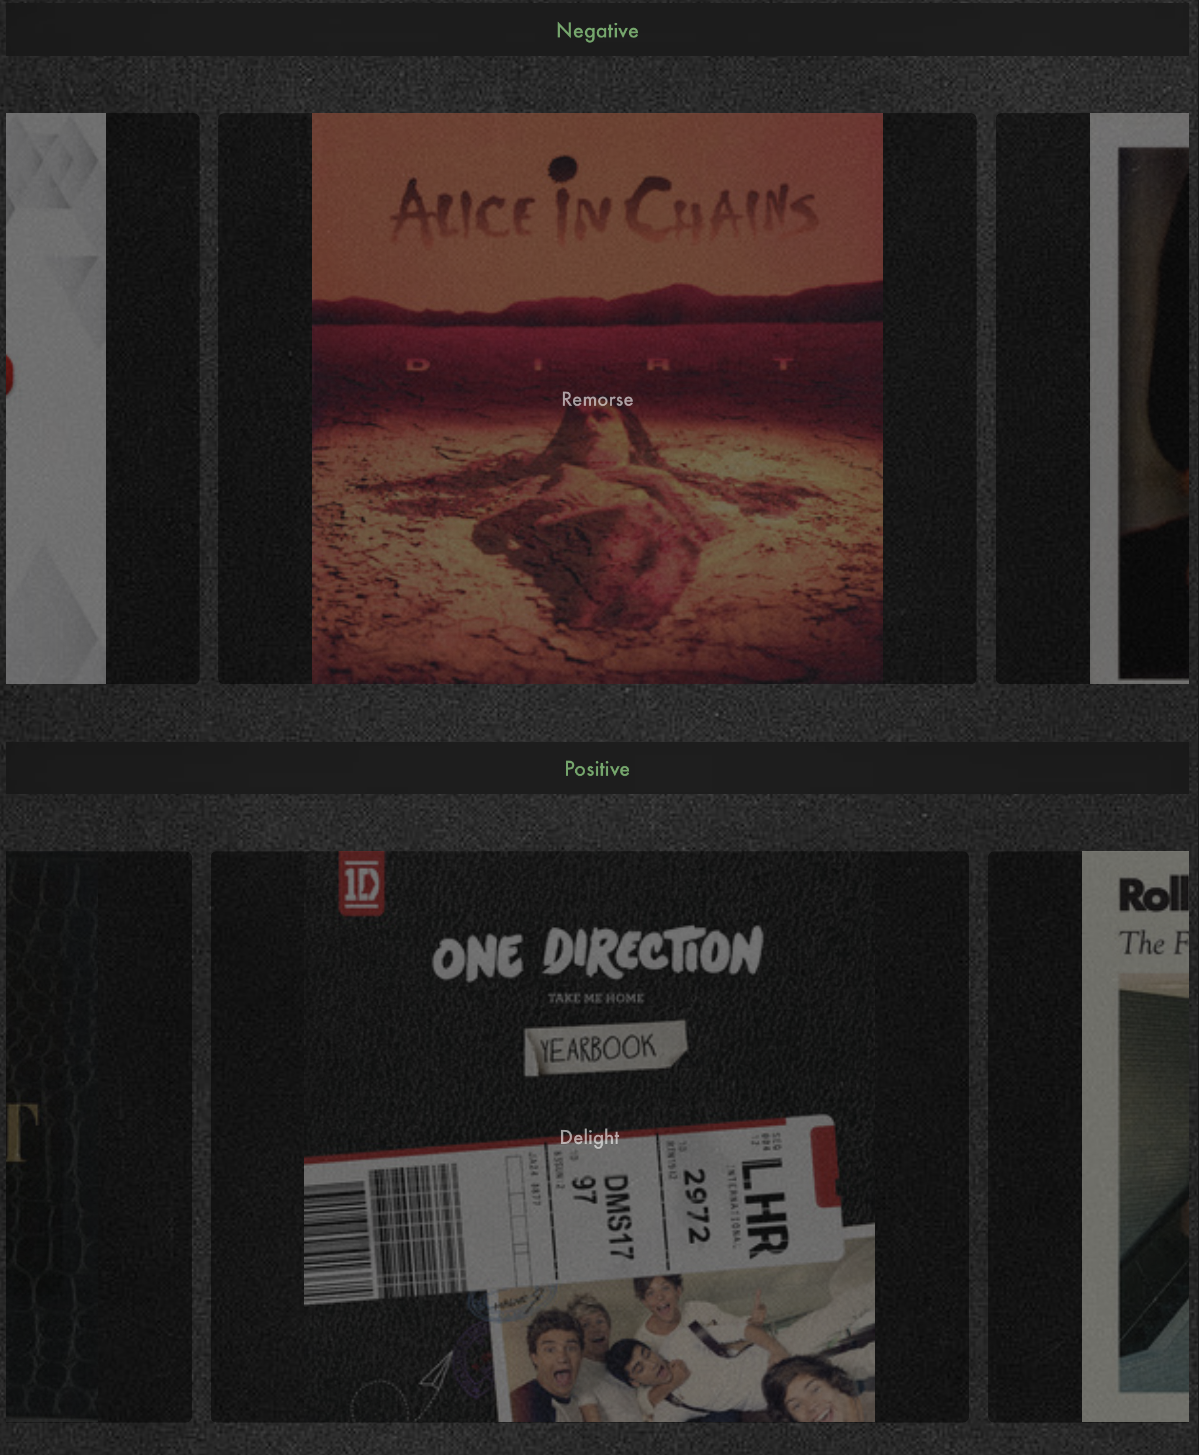 Negative
ALICE IN CHAINS
DIRT
Remorse
Positive
1D
Roll
ONE DIRECTION
The F
TAKE ME HOME
YEARBOOK
T
Delight
LHR
INTERNATIONAL
2972
DMS17
97